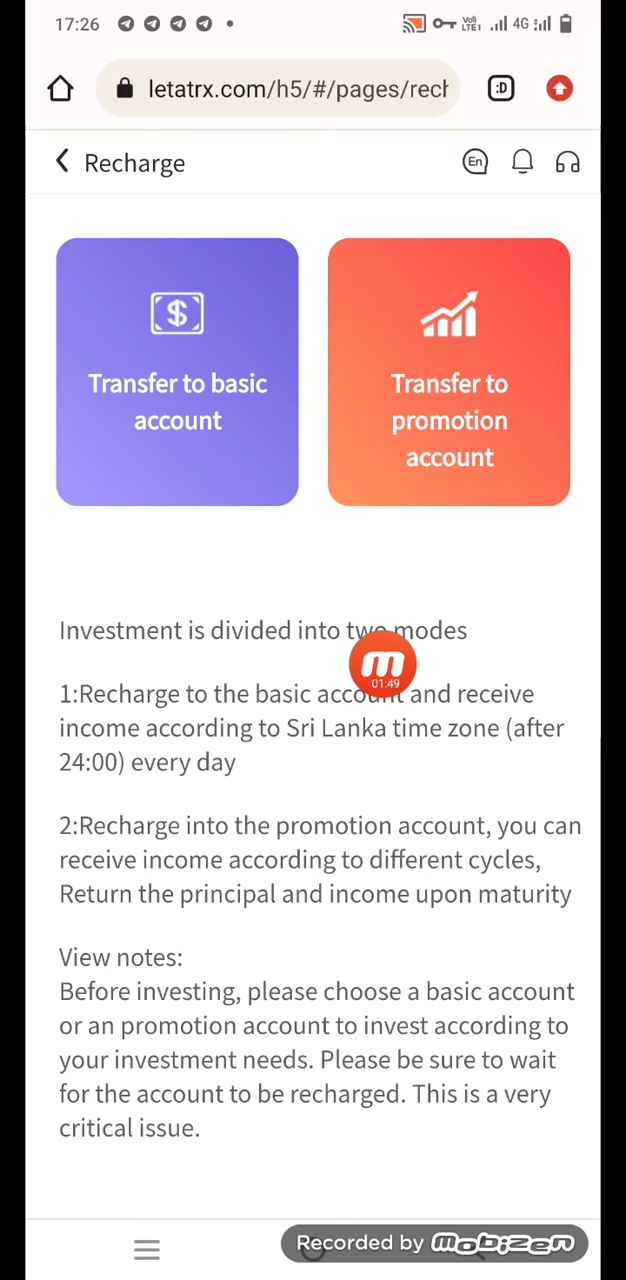 17:26
Vo)) LTE1
4G
letatrx.com/h5/#/pages/rech
:D
Recharge
En
Transfer to basic
account
Transfer to
promotion
account
Investment is divided into two modes
01:49
1:Recharge to the basic account and receive
income according to Sri Lanka time zone (after
24:00) every day
2:Recharge into the promotion account, you can
receive income according to different cycles,
Return the principal and income upon maturity
View notes:
Before investing, please choose a basic account
or an promotion account to invest according to
your investment needs. Please be sure to wait
for the account to be recharged. This is a very
critical issue.
Recorded by mobizen